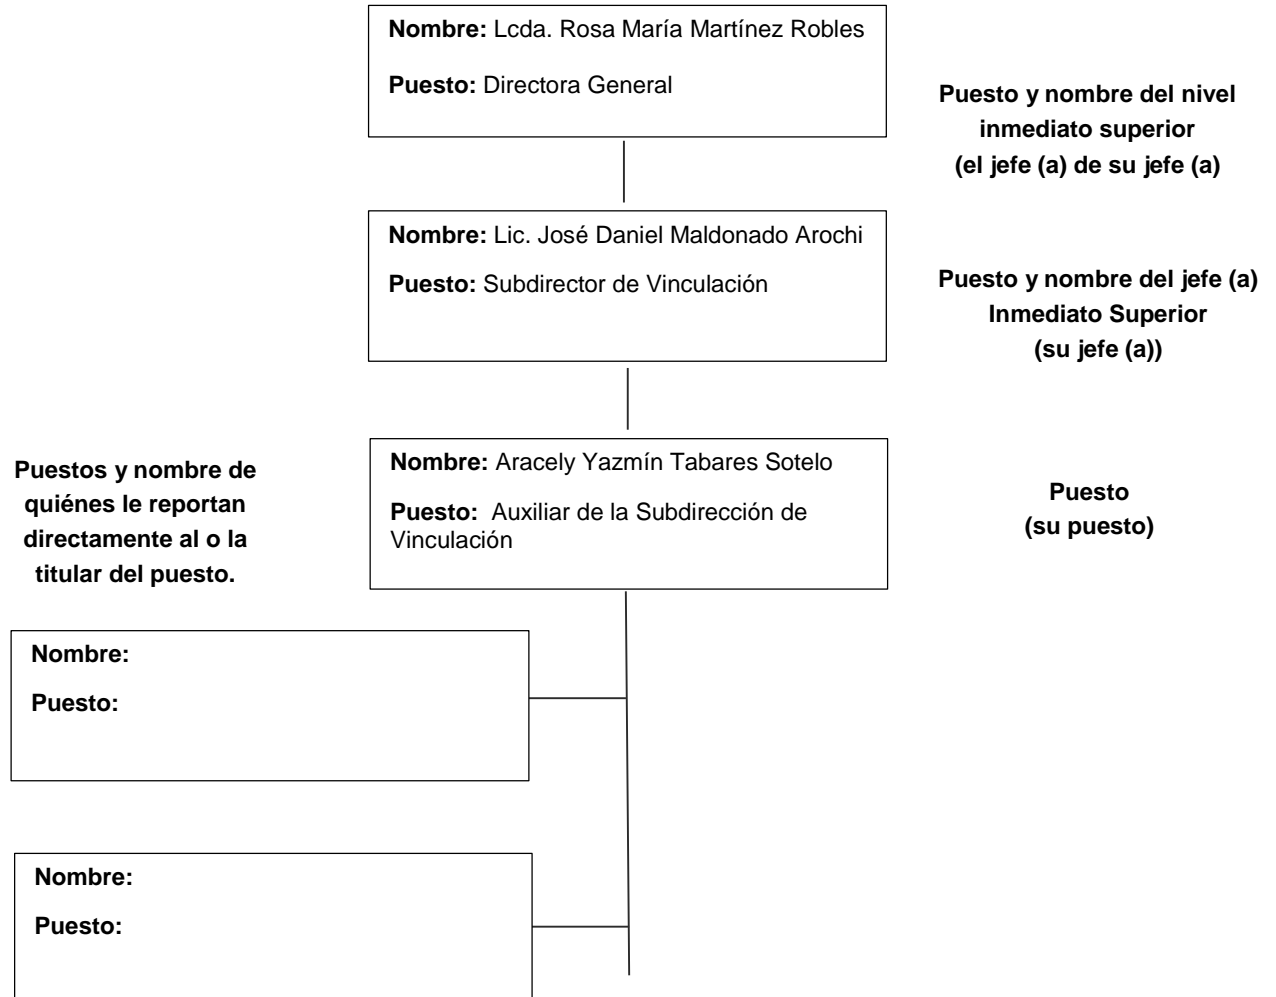 Nombre: Lcda. Rosa María Martínez Robles
Puesto: Directora General
Puesto y nombre del nivel
inmediato superior
(el jefe (a) de su jefe (a)
Nombre: Lic. José Daniel Maldonado Arochi
Puesto: Subdirector de Vinculación
Puesto y nombre del jefe (a)
Inmediato Superior
(su jefe (a))
Nombre: Aracely Yazmín Tabares Sotelo
Puesto: Auxiliar de la Subdirección de
Vinculación
Puesto
(su puesto)
Puestos y nombre de
quiénes le reportan
directamente al o la
titular del puesto.
Nombre:
Puesto:
Nombre:
Puesto: